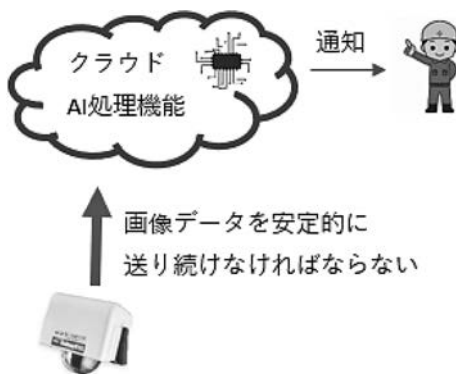 クラウド
通知
AI処理機能
画像データを安定的に
送り続けなければならない